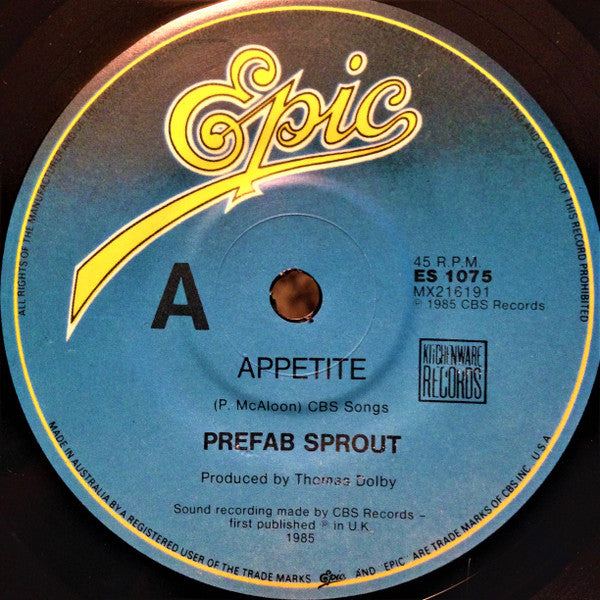 Epic
A
45 R.P.M.
ES 1075
MX216191
℗ 1985 CBS Records
KITCHENWARE
RECORDS
APPETITE
(P. McAloon) CBS Songs
PREFAB SPROUT
Produced by Thomas Dolby
Sound recording made by CBS Records –
first published ℗ in U.K.
1985
ALL RIGHTS OF THE MANUFACTURER
AND COPYING OF THIS RECORD PROHIBITED
MADE IN AUSTRALIA BY A REGISTERED USER OF THE TRADE MARKS Epic AND "EPIC" ARE TRADE MARKS OF CBS INC. U.S.A.